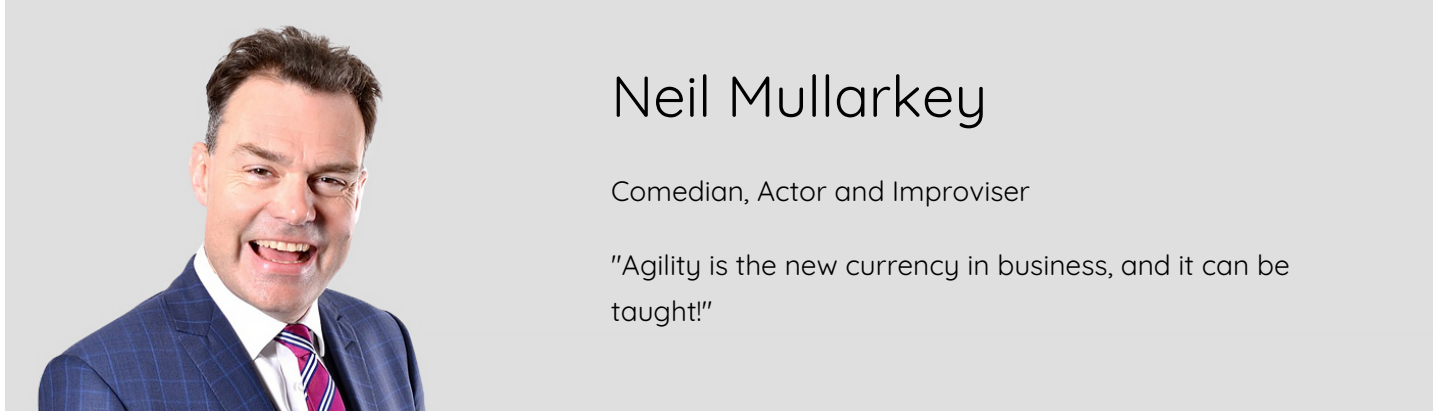 Neil Mullarkey
Comedian, Actor and Improviser
"Agility is the new currency in business, and it can be
taught!"